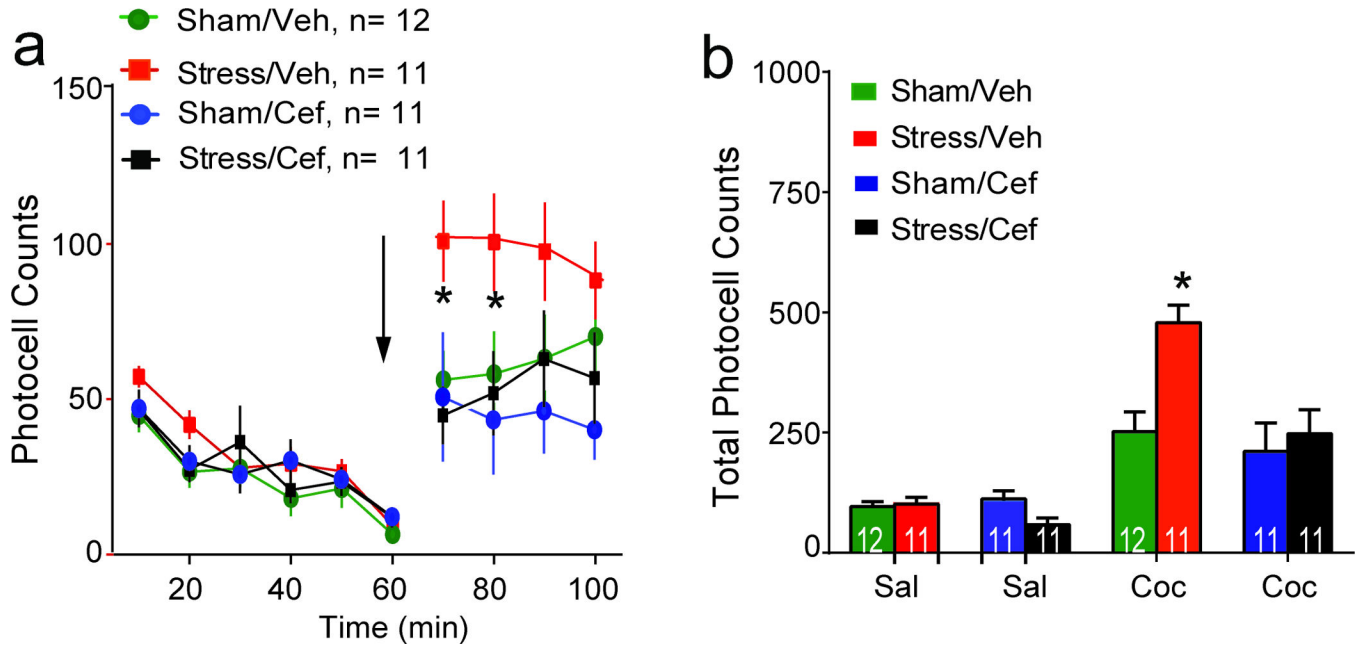 a
Sham/Veh, n= 12
Stress/Veh, n= 11
Sham/Cef, n= 11
Stress/Cef, n= 11
150
100
50
0
Photocell Counts
* *
20 40 60 80 100
Time (min)
b
1000
750
500
250
0
Total Photocell Counts
Sham/Veh
Stress/Veh
Sham/Cef
Stress/Cef
*
12 11 11 11 12 11 11 11
Sal Sal Coc Coc